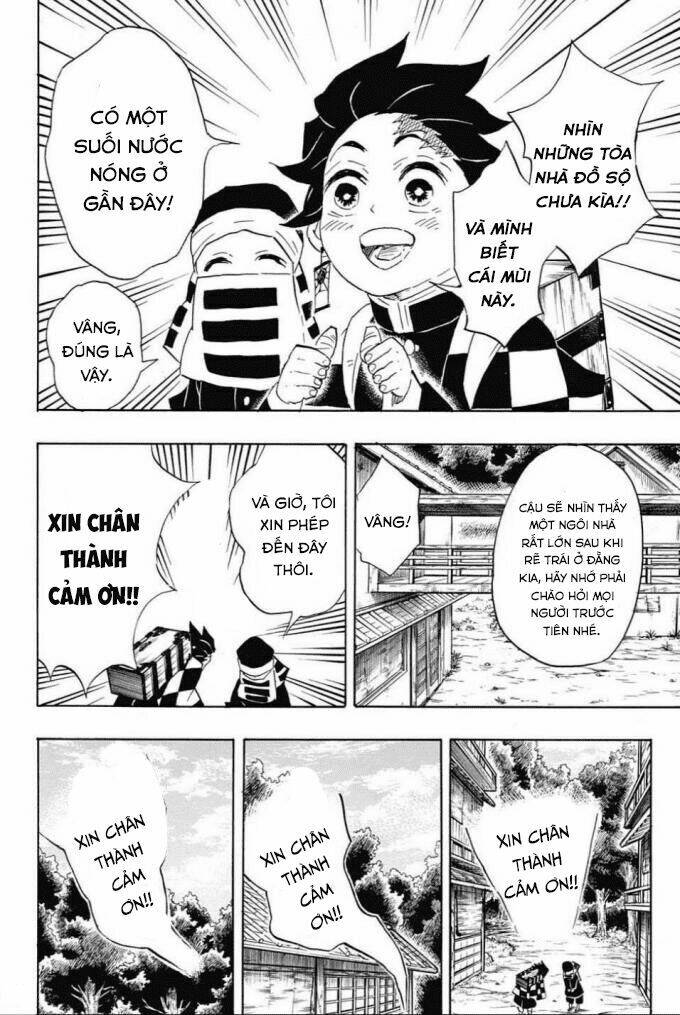 NHÌN
NHỮNG TÒA
NHÀ ĐỒ SỘ
CHƯA KÌA!!
VÀ MÌNH
BIẾT
CÁI MÙI
NÀY.
CÓ MỘT
SUỐI NƯỚC
NÓNG Ở
GẦN ĐÂY!
VÂNG,
ĐÚNG LÀ
VẬY.
CẬU SẼ NHÌN THẤY
MỘT NGÔI NHÀ
RẤT LỚN SAU KHI
RẼ TRÁI Ở ĐẰNG
KIA, HÃY NHỚ PHẢI
CHÀO HỎI MỌI
NGƯỜI TRƯỚC
TIÊN NHÉ.
VÂNG!
VÀ GIỜ, TÔI
XIN PHÉP
ĐẾN ĐÂY
THÔI.
XIN CHÂN
THÀNH
CẢM ƠN!!
XIN CHÂN
THÀNH
CẢM ƠN!!
XIN CHÂN
THÀNH
CẢM
ƠN!!
XIN CHÂN
THÀNH
CẢM
ƠN!!